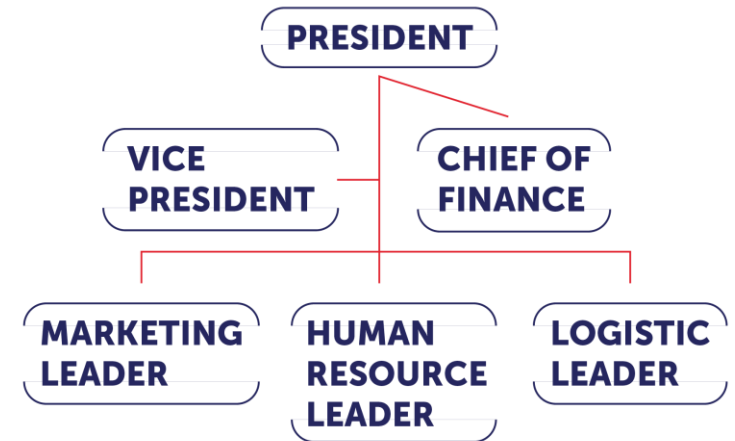 PRESIDENT
VICE
PRESIDENT
CHIEF OF
FINANCE
MARKETING
LEADER
HUMAN
RESOURCE
LEADER
LOGISTIC
LEADER